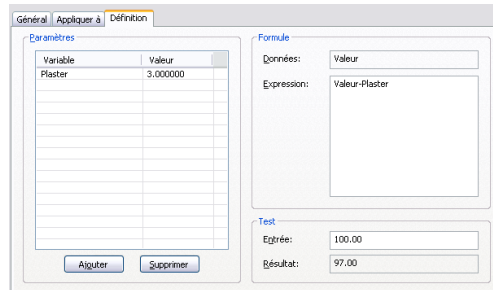 Général Appliquer à Définition
Paramètres
Variable Valeur
Plaster 3.000000
Ajouter Supprimer
Formule
Données: Valeur
Expression: Valeur-Plaster
Test
Entrée: 100.00
Résultat: 97.00